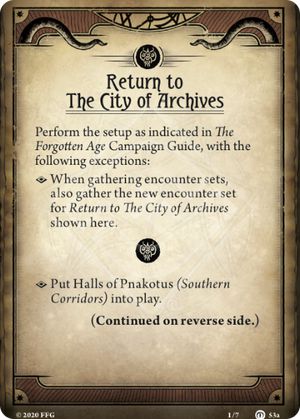 Return to
The City of Archives
Perform the setup as indicated in The
Forgotten Age Campaign Guide, with the
following exceptions:
When gathering encounter sets,
also gather the new encounter set
for Return to The City of Archives
shown here.
Put Halls of Pnakotus (Southern
Corridors) into play.
(Continued on reverse side.)
© 2020 FFG
1/7
53a